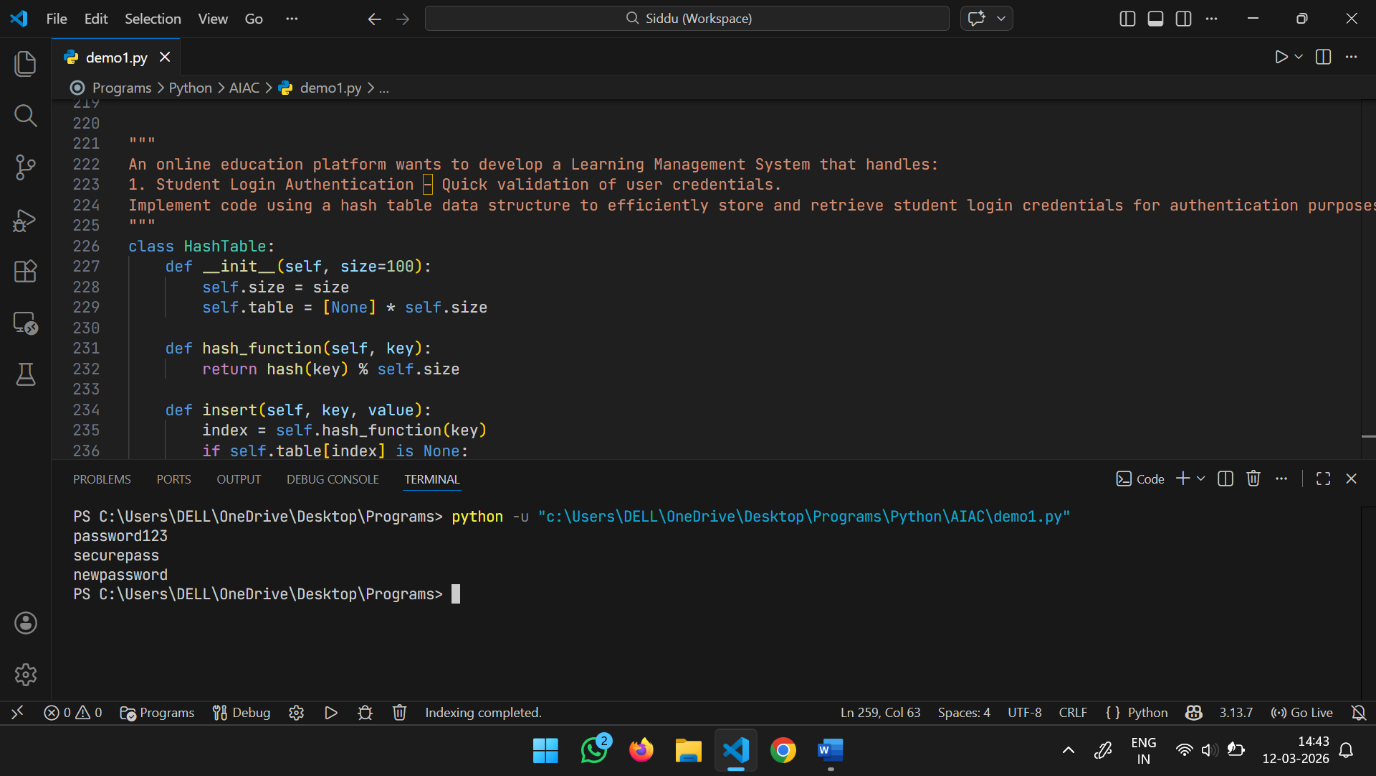 File Edit Selection View Go ··· Siddu (Workspace)
demo1.py
Programs > Python > AIAC > demo1.py > ...
219
220
221 """
222 An online education platform wants to develop a Learning Management System that handles:
223 1. Student Login Authentication – Quick validation of user credentials.
224 Implement code using a hash table data structure to efficiently store and retrieve student login credentials for authentication purposes
225 """
226 class HashTable:
227     def __init__(self, size=100):
228         self.size = size
229         self.table = [None] * self.size
230
231     def hash_function(self, key):
232         return hash(key) % self.size
233
234     def insert(self, key, value):
235         index = self.hash_function(key)
236         if self.table[index] is None:
PROBLEMS PORTS OUTPUT DEBUG CONSOLE TERMINAL Code
PS C:\Users\DELL\OneDrive\Desktop\Programs> python -u "c:\Users\DELL\OneDrive\Desktop\Programs\Python\AIAC\demo1.py"
password123
securepass
newpassword
PS C:\Users\DELL\OneDrive\Desktop\Programs>
0 0 Programs Debug Indexing completed. Ln 259, Col 63 Spaces: 4 UTF-8 CRLF {} Python 3.13.7 Go Live
2 ENG 14:43
IN 12-03-2026